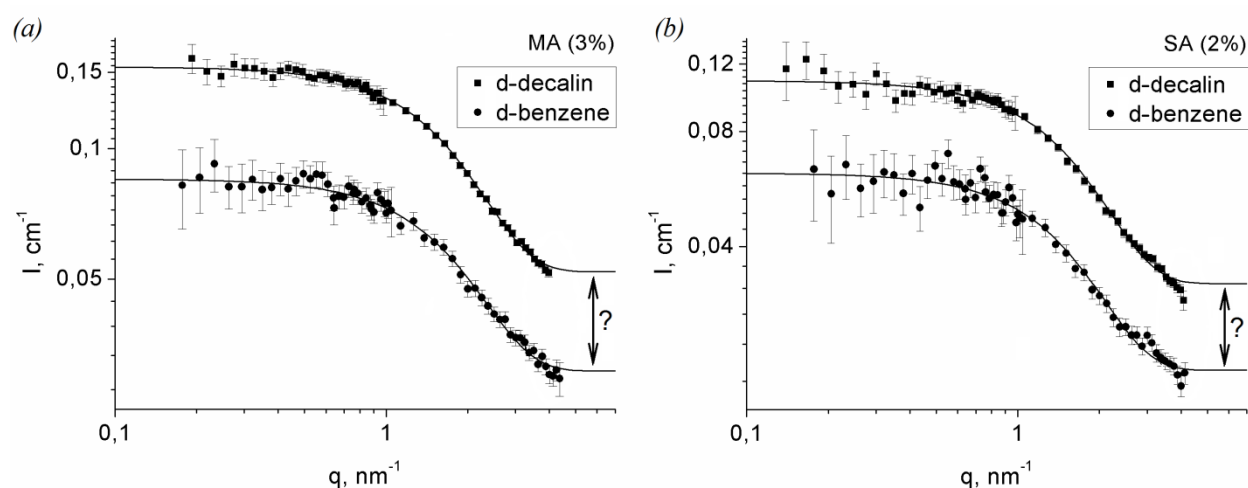 (a)
MA (3%)
d-decalin
d-benzene
0,15
0,1
0,05
I, cm-1
?
0,1
1
q, nm-1
(b)
SA (2%)
d-decalin
d-benzene
0,12
0,08
0,04
I, cm-1
?
0,1
1
q, nm-1